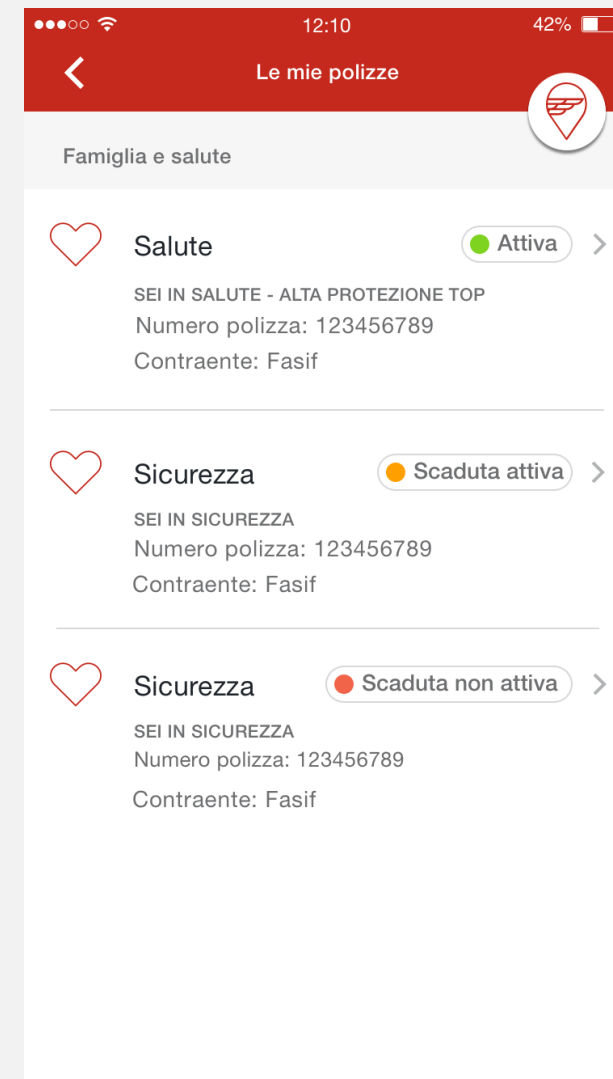 12:10
42%
Le mie polizze
Famiglia e salute
Salute
Attiva
SEI IN SALUTE - ALTA PROTEZIONE TOP
Numero polizza: 123456789
Contraente: Fasif
Sicurezza
Scaduta attiva
SEI IN SICUREZZA
Numero polizza: 123456789
Contraente: Fasif
Sicurezza
Scaduta non attiva
SEI IN SICUREZZA
Numero polizza: 123456789
Contraente: Fasif